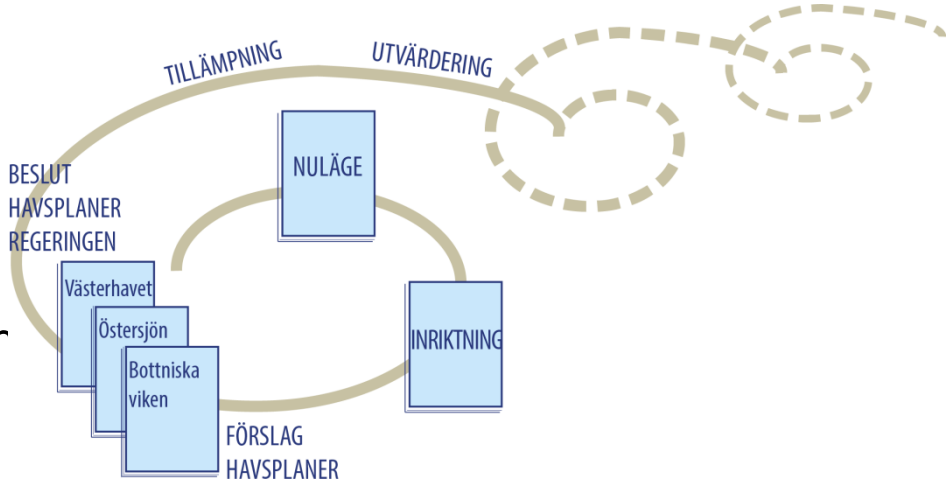 TILLÄMPNING
UTVÄRDERING
NULÄGE
BESLUT
HAVSPLANER
REGERINGEN
Västerhavet
Östersjön
Bottniska
viken
INRIKTNING
FÖRSLAG
HAVSPLANER